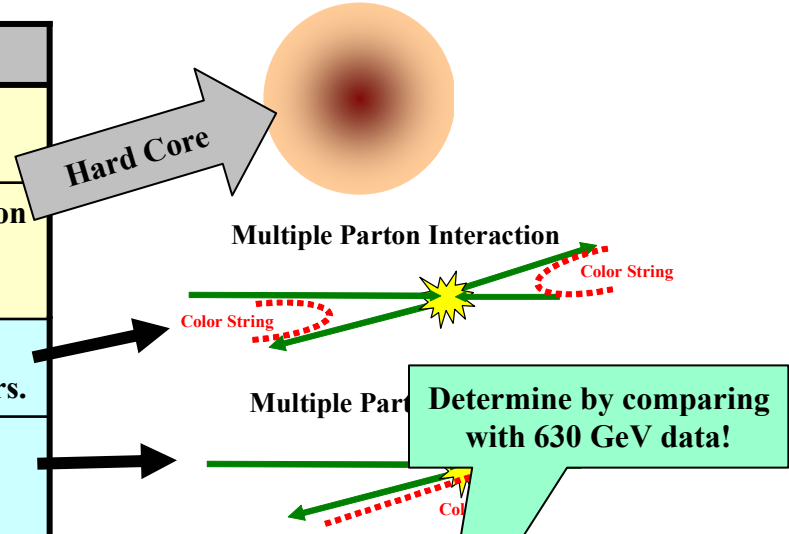 Hard Core
on
Multiple Parton Interaction
Color String
Color String
rs.
Multiple Part
Determine by comparing
with 630 GeV data!
Col